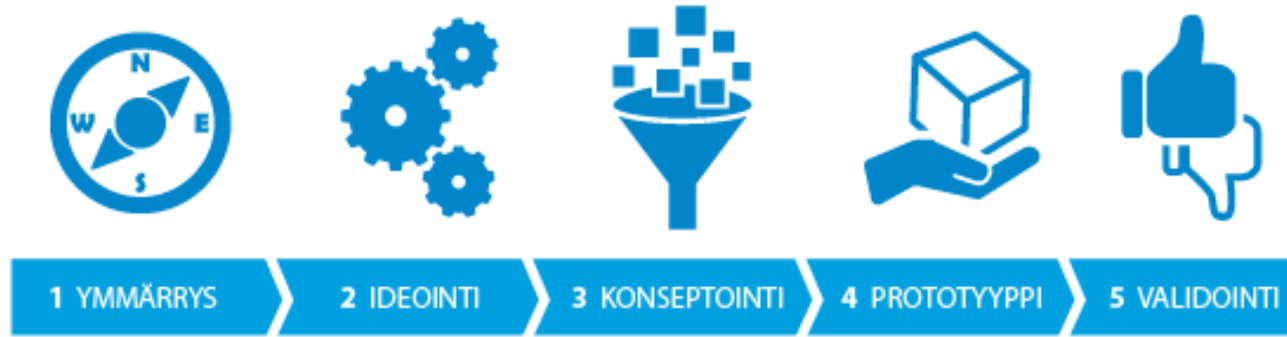 N
W E
S
1 YMMÄRRYS
2 IDEOINTI
3 KONSEPTOINTI
4 PROTOTYYPPI
5 VALIDOINTI